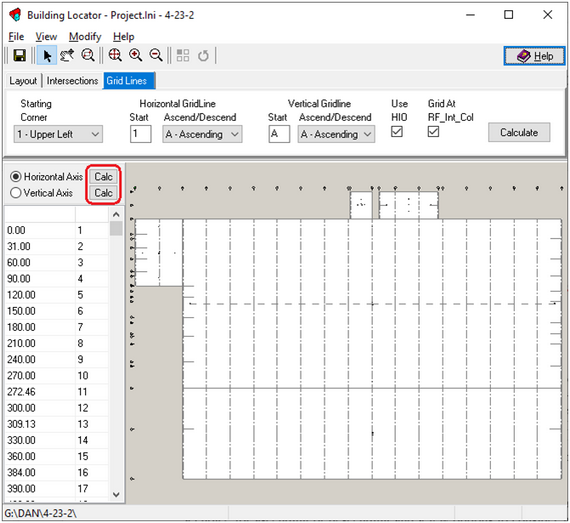 Building Locator - Project.Ini - 4-23-2
File View Modify Help
Help
Layout Intersections Grid Lines
Starting Horizontal GridLine Vertical Gridline Use Grid At
Corner Start Ascend/Descend Start Ascend/Descend HIO RF_Int_Col
1 - Upper Left 1 A - Ascending A A - Ascending Calculate
Horizontal Axis Calc
Vertical Axis Calc
0.00 1
31.00 2
60.00 3
90.00 4
120.00 5
150.00 6
180.00 7
210.00 8
240.00 9
270.00 10
272.46 11
300.00 12
309.13 13
330.00 14
360.00 15
384.00 16
390.00 17
G:\DAN\4-23-2\